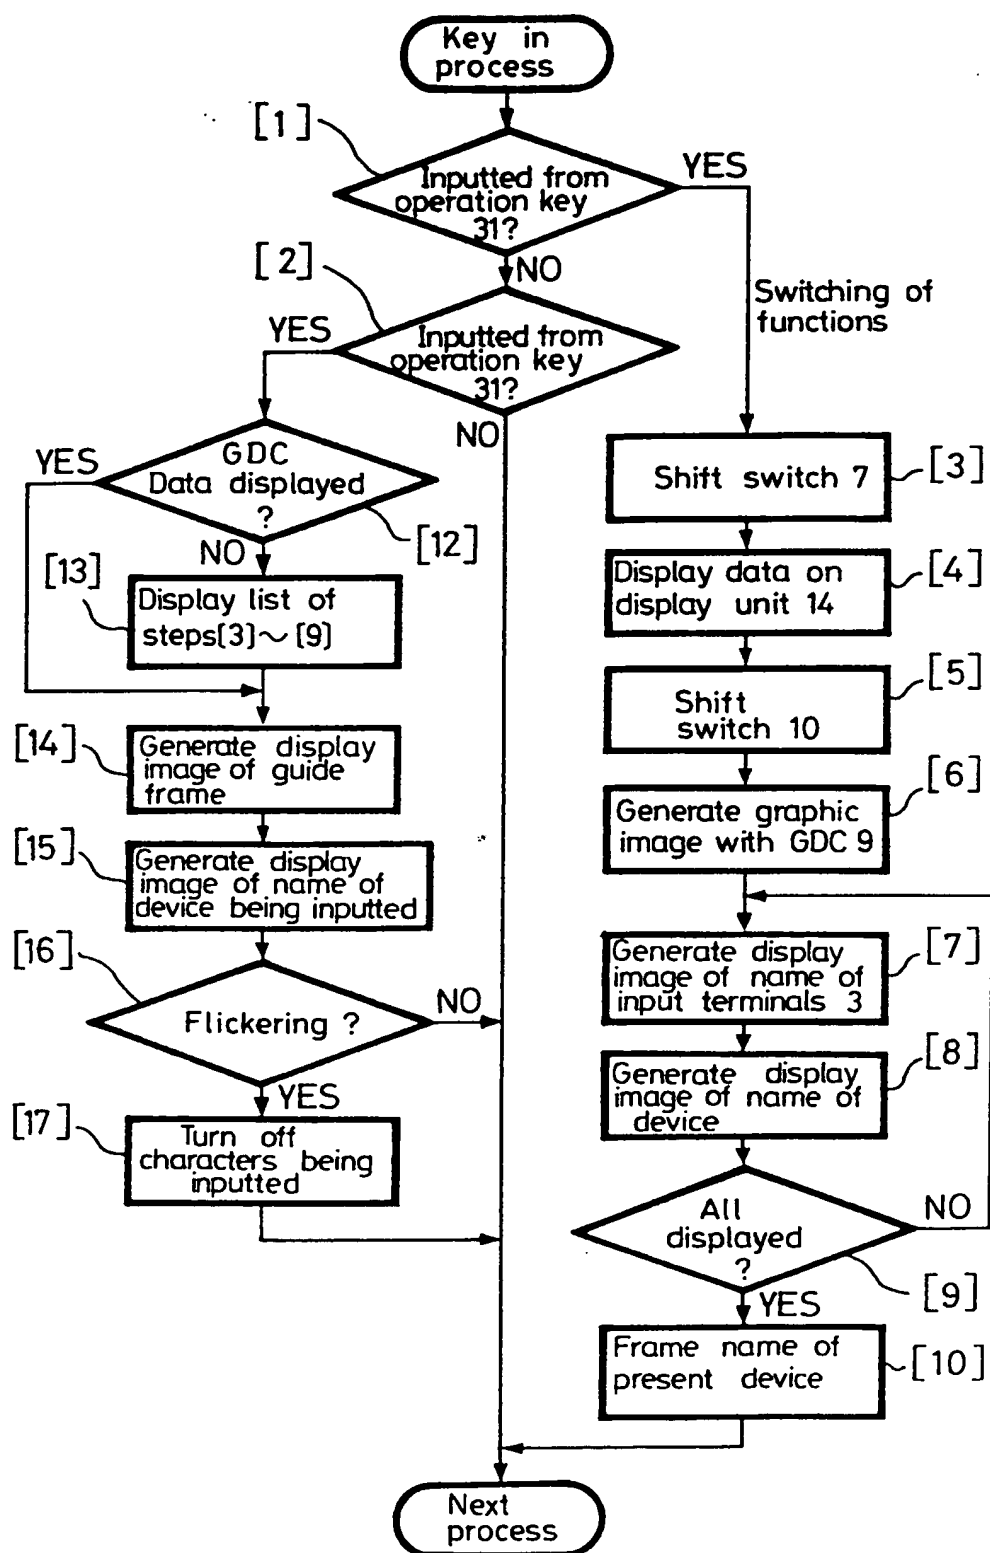 Key in
process
[1]
Inputted from
operation key
31?
YES
NO
[2]
Inputted from
operation key
31?
YES
NO
Switching of
functions
GDC
Data displayed
?
YES
NO
[12]
[13]
Display list of
steps[3]~[9]
[14]
Generate display
image of guide
frame
[15]
Generate display
image of name of
device being inputted
[16]
Flickering ?
NO
YES
[17]
Turn off
characters being
inputted
Shift switch 7
[3]
Display data on
display unit 14
[4]
Shift
switch 10
[5]
Generate graphic
image with GDC 9
[6]
Generate display
image of name of
input terminals 3
[7]
Generate display
image of name of
device
[8]
All
displayed
?
NO
YES
[9]
Frame name of
present device
[10]
Next
process